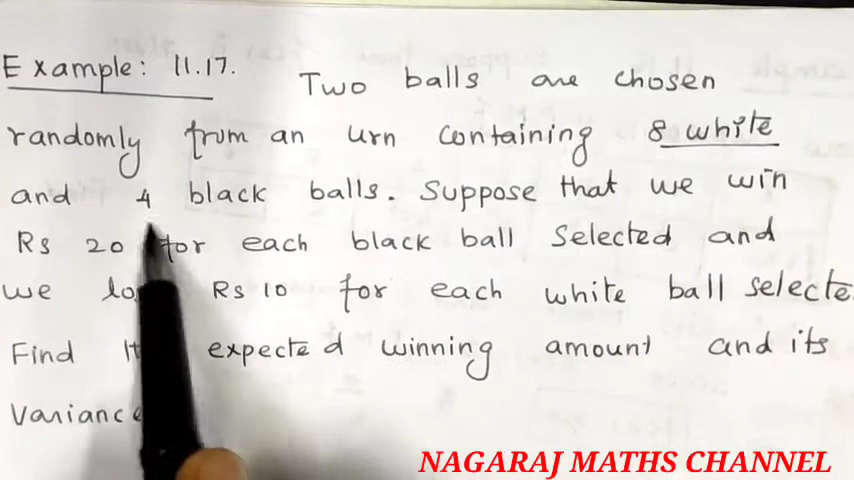 Example: 11.17. Two balls are chosen
randomly from an urn containing 8 white
and 4 black balls. Suppose that we win
Rs 20 for each black ball selected and
we Rs 10 for each white ball selecte
Find expected winning amount and its
Variance
NAGARAJ MATHS CHANNEL